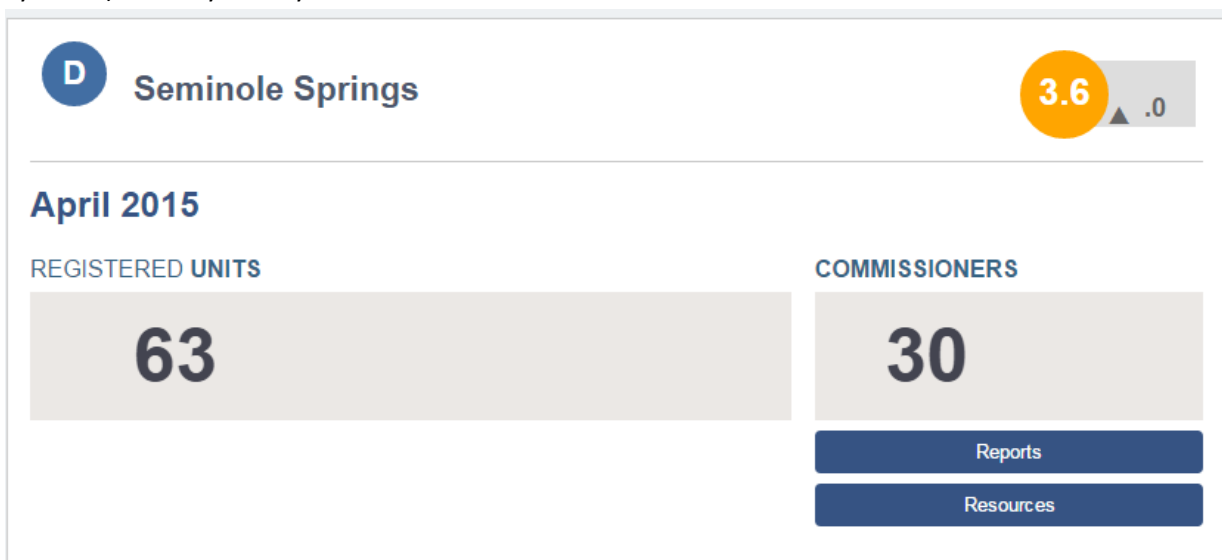 D
Seminole Springs
3.6
▲ .0
April 2015
REGISTERED UNITS
COMMISSIONERS
63
30
Reports
Resources